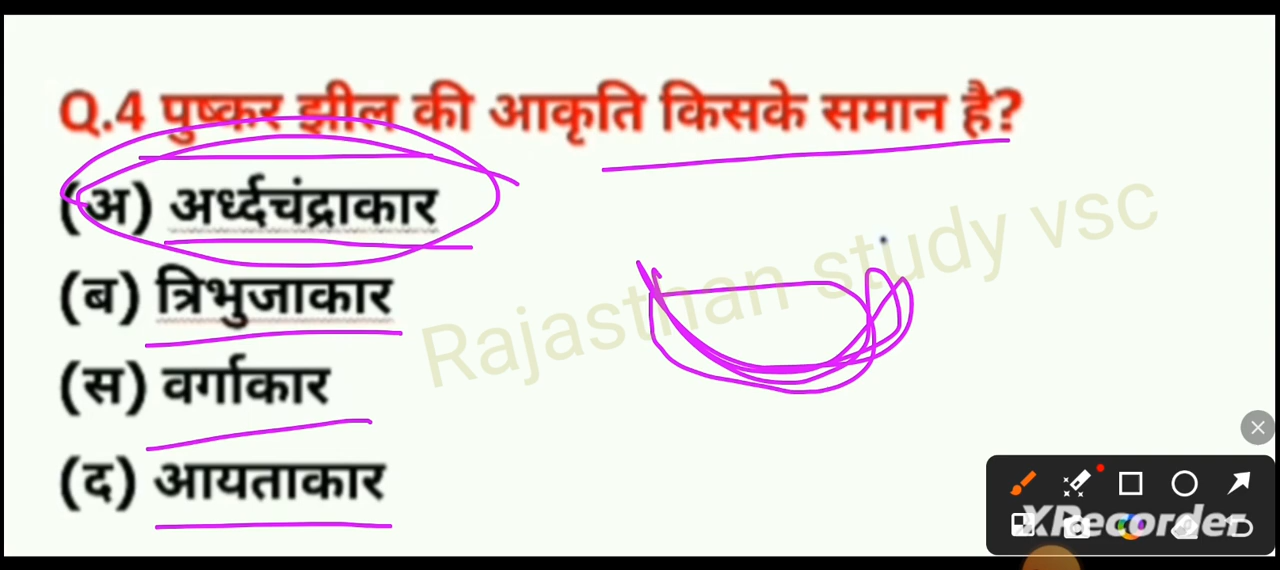 Q.4 पुष्कर झील की आकृति किसके समान है?
(अ) अर्ध्दचंद्राकार
(ब) त्रिभुजाकार
(स) वर्गाकार
(द) आयताकार
Rajasthan study vsc
XRecorder